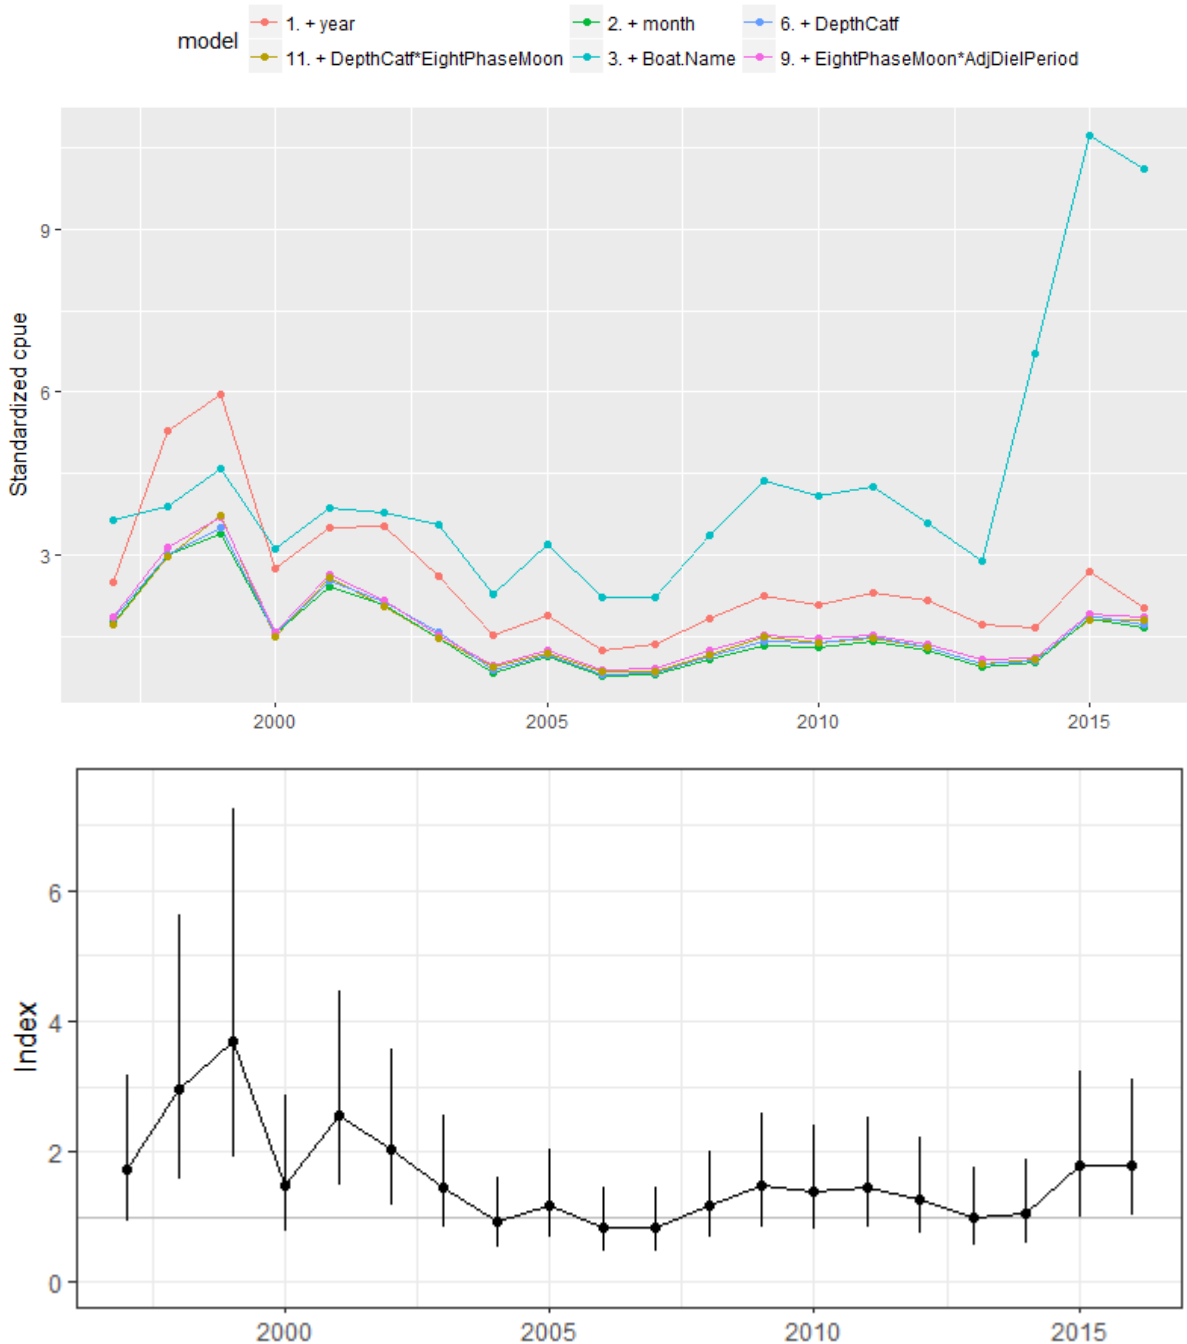 model
1. + year
2. + month
6. + DepthCatf
11. + DepthCatf*EightPhaseMoon
3. + Boat.Name
9. + EightPhaseMoon*AdjDielPeriod
Standardized cpue
9
6
3
2000 2005 2010 2015
Index
6
4
2
0
2000 2005 2010 2015